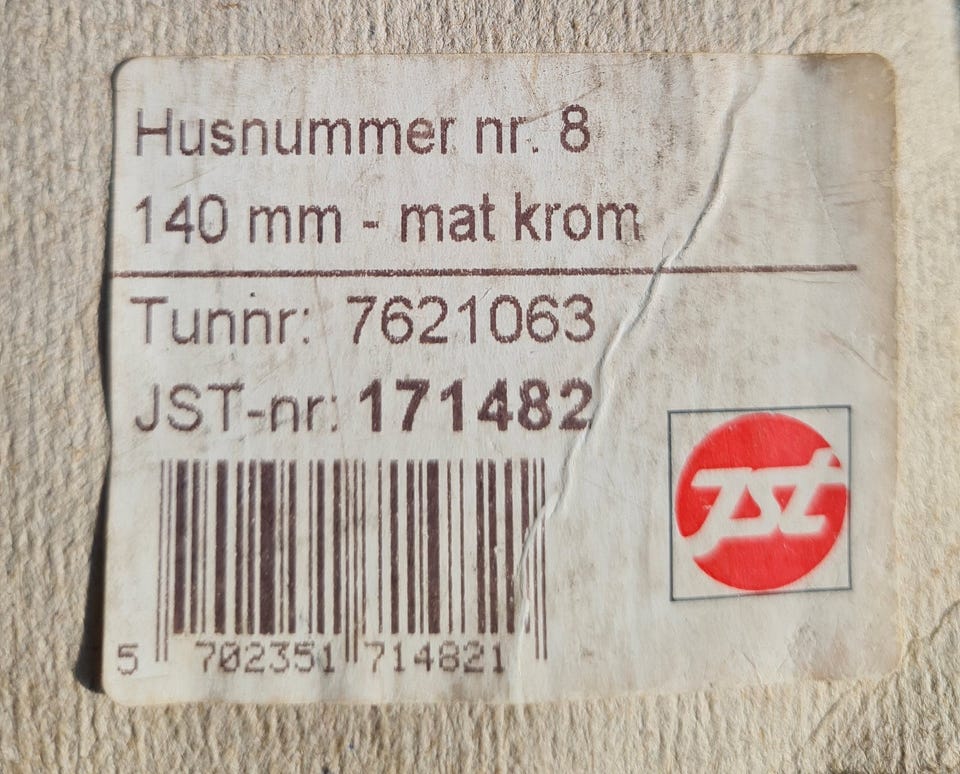 Husnummer nr. 8
140 mm - mat krom
Tunnr: 7621063
JST-nr: 171482
JST
5 702351 714821